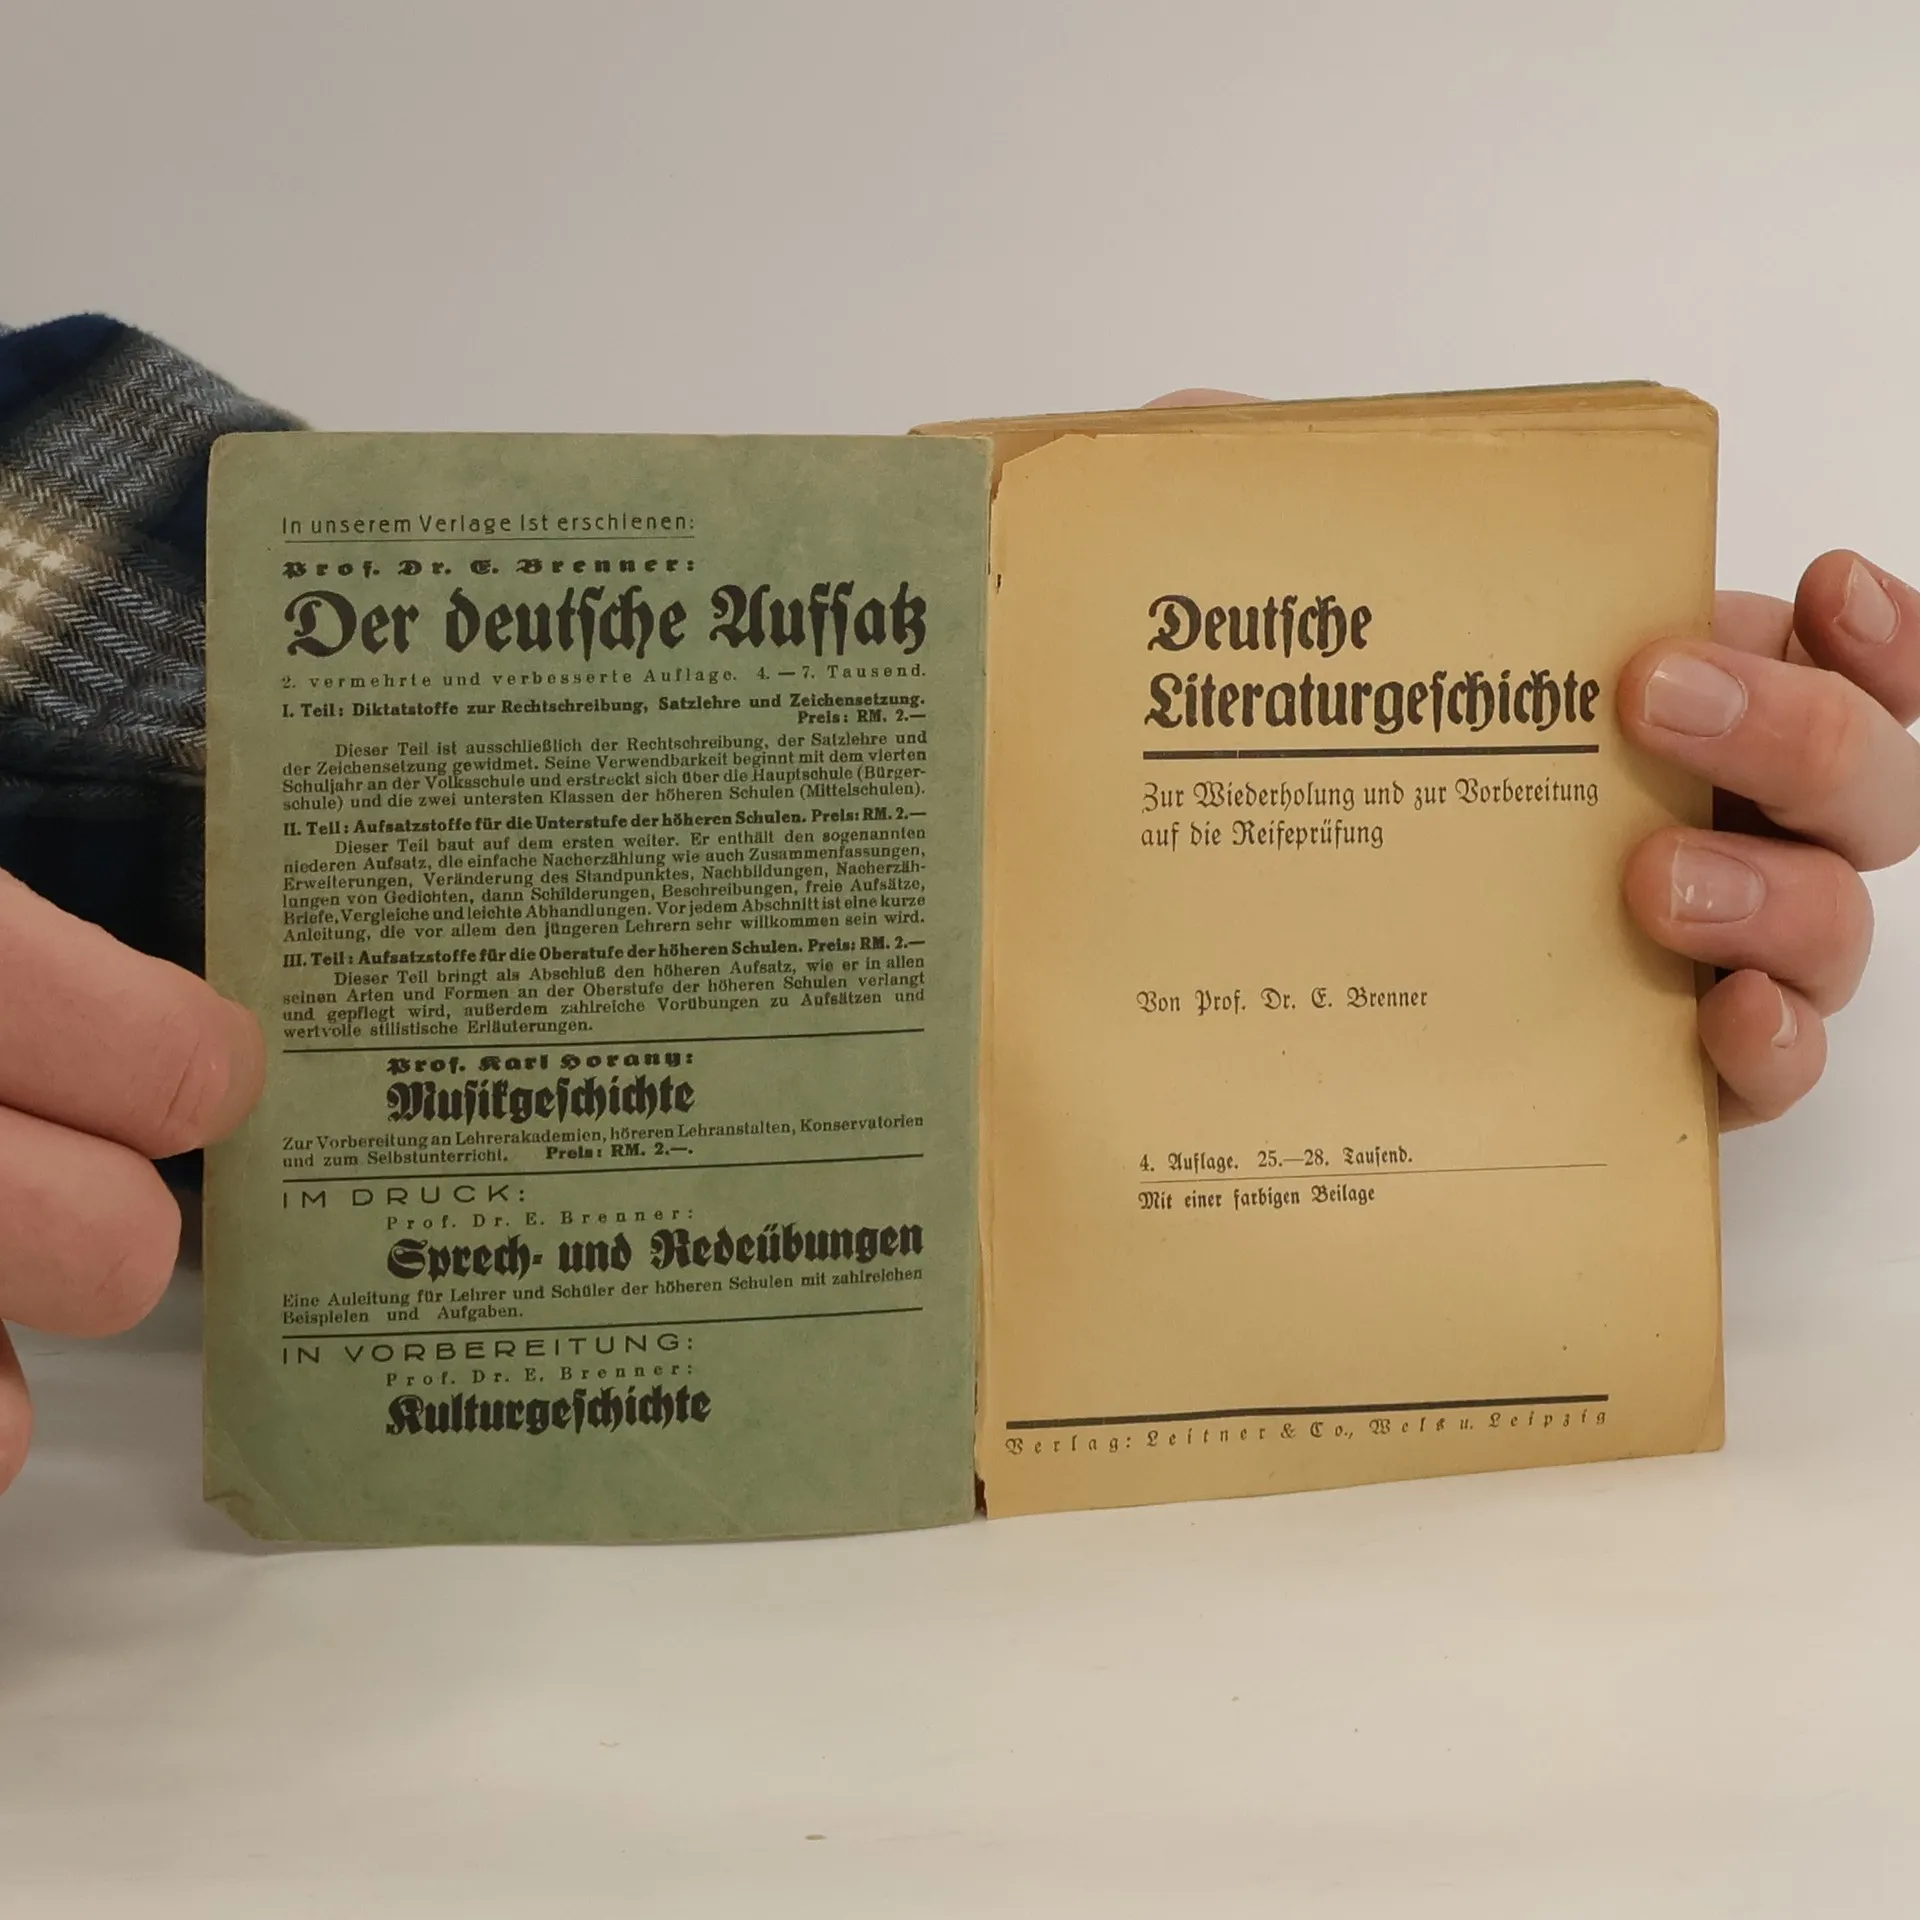 In unserem Verlage ist erschienen:
Prof. Dr. E. Brenner:
Der deutsche Aufsatz
2. vermehrte und verbesserte Auflage. 4. — 7. Tausend.
I. Teil: Diktatstoffe zur Rechtschreibung, Satzlehre und Zeichensetzung.
Preis: RM. 2.—
Dieser Teil ist ausschließlich der Rechtschreibung, der Satzlehre und
der Zeichensetzung gewidmet. Seine Verwendbarkeit beginnt mit dem vierten
Schuljahr an der Volksschule und erstreckt sich über die Hauptschule (Bürger-
schule) und die zwei untersten Klassen der höheren Schulen (Mittelschulen).
II. Teil: Aufsatzstoffe für die Unterstufe der höheren Schulen. Preis: RM. 2.—
Dieser Teil baut auf dem ersten weiter. Er enthält den sogenannten
niederen Aufsatz, die einfache Nacherzählung wie auch Zusammenfassungen,
Erweiterungen, Veränderung des Standpunktes, Nachbildungen, Nacherzäh-
lungen von Gedichten, dann Schilderungen, Beschreibungen, freie Aufsätze,
Briefe, Vergleiche und leichte Abhandlungen. Vor jedem Abschnitt ist eine kurze
Anleitung, die vor allem den jüngeren Lehrern sehr willkommen sein wird.
III. Teil: Aufsatzstoffe für die Oberstufe der höheren Schulen. Preis: RM. 2.—
Dieser Teil bringt als Abschluß den höheren Aufsatz, wie er in allen
seinen Arten und Formen an der Oberstufe der höheren Schulen verlangt
und gepflegt wird, außerdem zahlreiche Vorübungen zu Aufsätzen und
wertvolle stilistische Erläuterungen.
Prof. Karl Horany:
Musikgeschichte
Zur Vorbereitung an Lehrerakademien, höreren Lehranstalten, Konservatorien
und zum Selbstunterricht. Preis: RM. 2.—.
IM DRUCK:
Prof. Dr. E. Brenner:
Sprech- und Redeübungen
Eine Auleitung für Lehrer und Schüler der höheren Schulen mit zahlreichen
Beispielen und Aufgaben.
IN VORBEREITUNG:
Prof. Dr. E. Brenner:
Kulturgeschichte
Deutsche
Literaturgeschichte
Zur Wiederholung und zur Vorbereitung
auf die Reifeprüfung
Von Prof. Dr. E. Brenner
4. Auflage. 25.—28. Tausend.
Mit einer farbigen Beilage
Verlag: Leitner & Co., Wels u. Leipzig